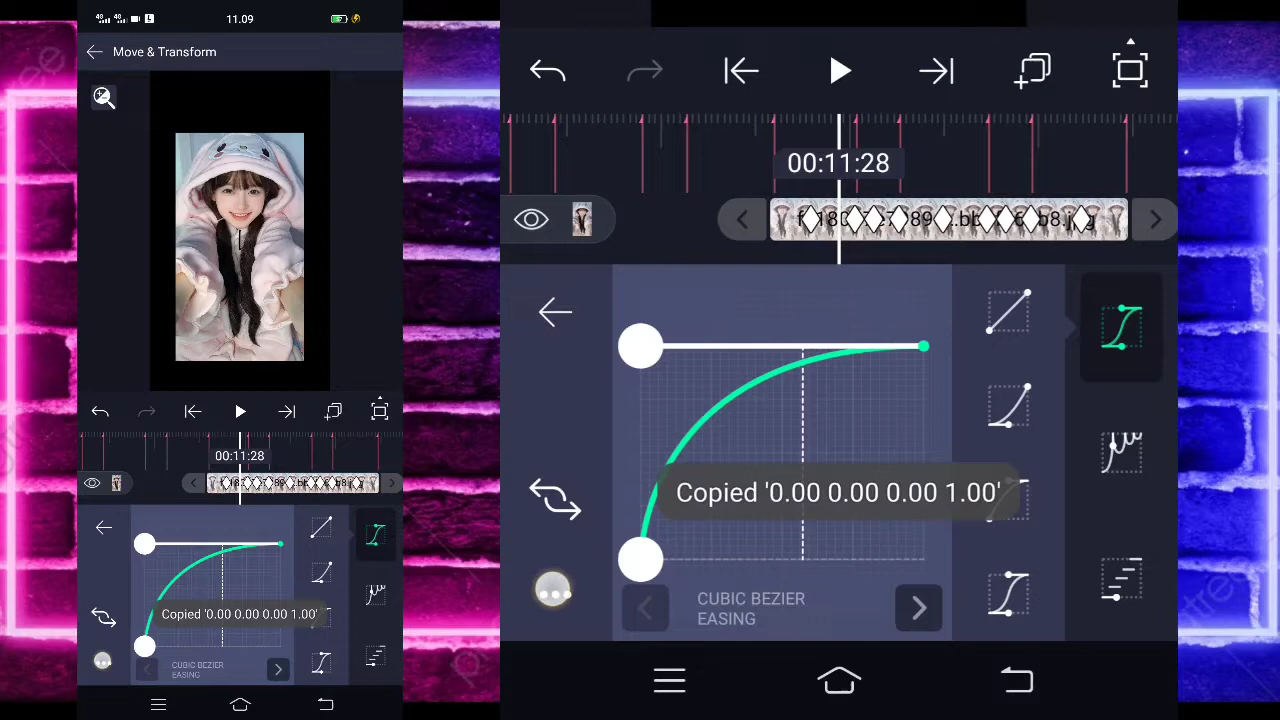 11.09
Move & Transform
00:11:28
Copied '0.00 0.00 0.00 1.00'
CUBIC BEZIER
EASING
00:11:28
Copied '0.00 0.00 0.00 1.00'
CUBIC BEZIER
EASING